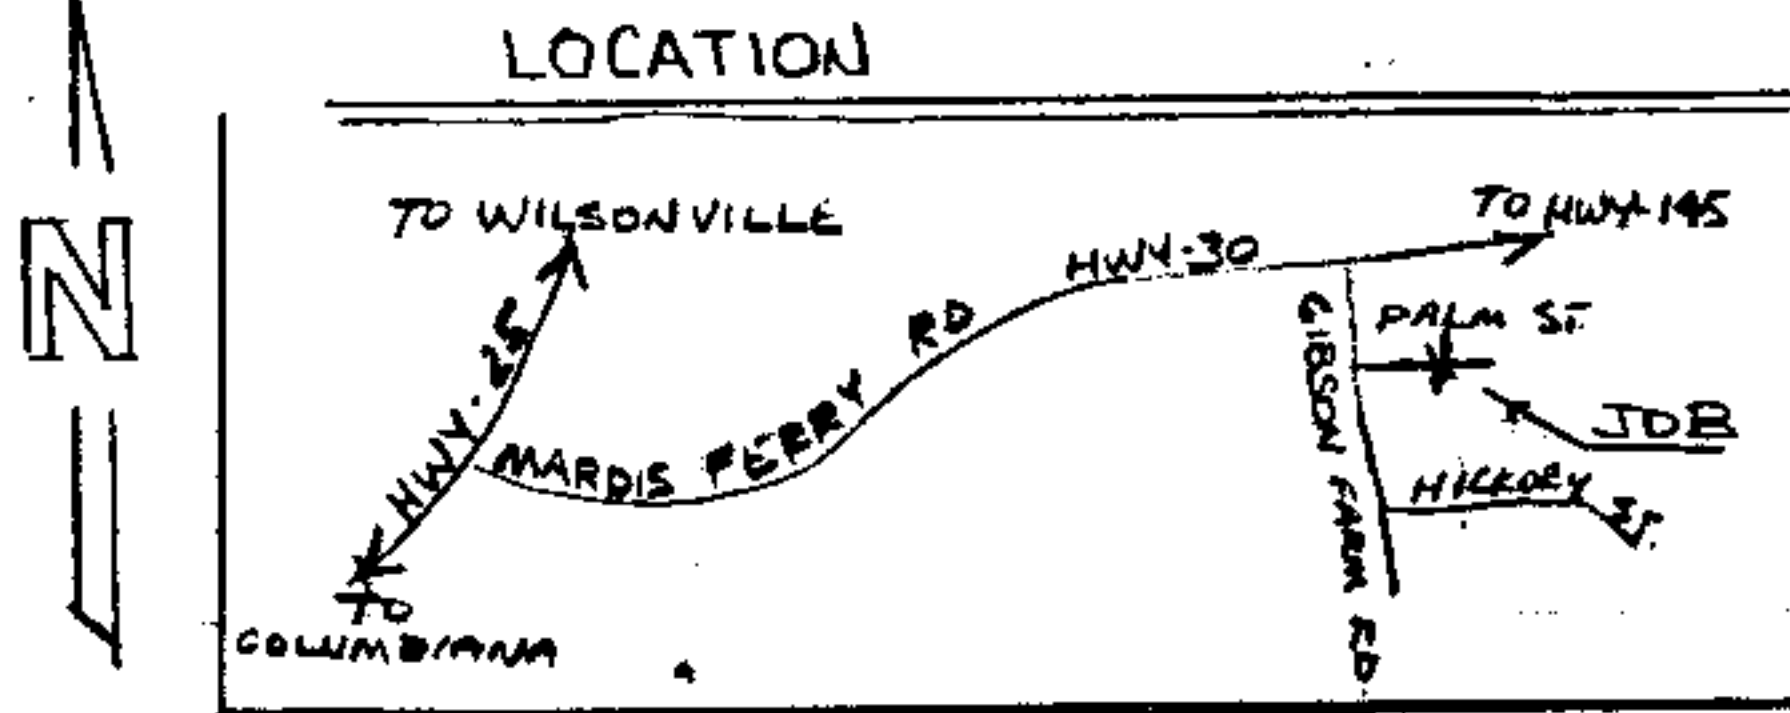 LOCATION
N
TO WILSONVILLE
TO HWY-145
HWY-30
HWY-25
MARDIS FERRY RD
GIBSON FARM RD
PALM ST.
JOB
HICKORY ST.
TO
COLUMBIANA